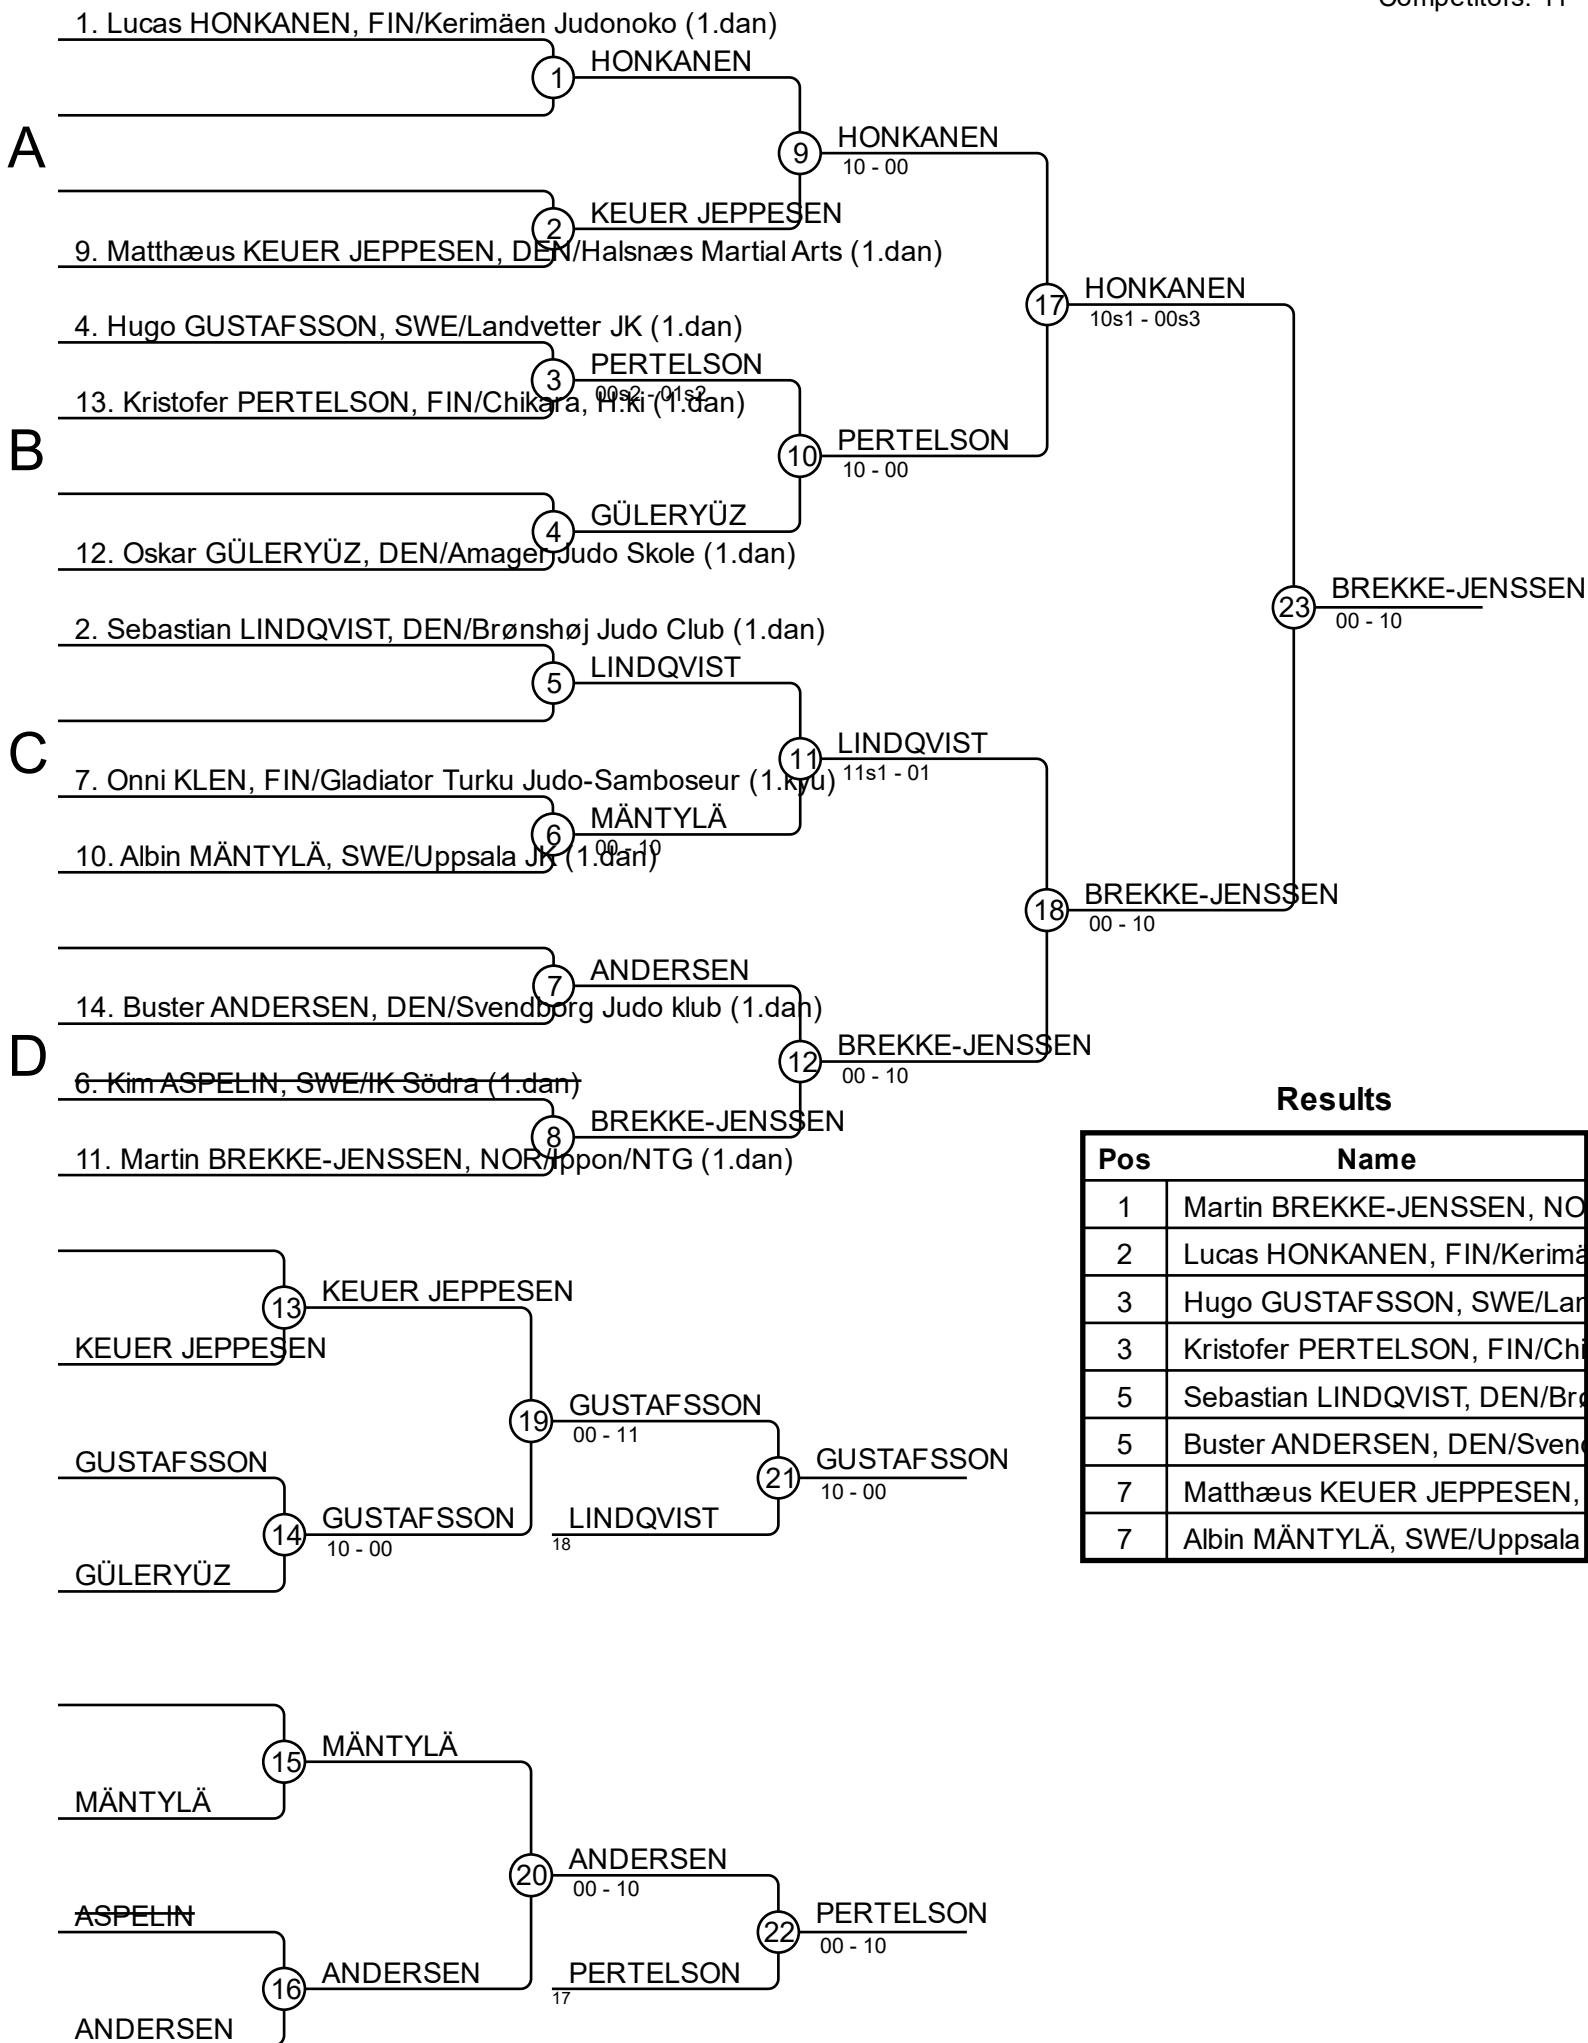 Competitors: 11
1. Lucas HONKANEN, FIN/Kerimäen Judonoko (1.dan)
1 HONKANEN
A
9 HONKANEN
10 - 00
2 KEUER JEPPESEN
9. Matthæus KEUER JEPPESEN, DEN/Halsnæs Martial Arts (1.dan)
17 HONKANEN
10s1 - 00s3
4. Hugo GUSTAFSSON, SWE/Landvetter JK (1.dan)
3 PERTELSON
00s2 - 01s2
13. Kristofer PERTELSON, FIN/Chikara, H:ki (1.dan)
B
10 PERTELSON
10 - 00
4 GÜLERYÜZ
12. Oskar GÜLERYÜZ, DEN/Amager Judo Skole (1.dan)
23 BREKKE-JENSSEN
00 - 10
2. Sebastian LINDQVIST, DEN/Brønshøj Judo Club (1.dan)
5 LINDQVIST
C
11 LINDQVIST
11s1 - 01
7. Onni KLEN, FIN/Gladiator Turku Judo-Samboseur (1.kyu)
6 MÄNTYLÄ
00 - 10
10. Albin MÄNTYLÄ, SWE/Uppsala JK (1.dan)
18 BREKKE-JENSSEN
00 - 10
7 ANDERSEN
14. Buster ANDERSEN, DEN/Svendborg Judo klub (1.dan)
D
12 BREKKE-JENSSEN
00 - 10
6. Kim ASPELIN, SWE/IK Södra (1.dan)
8 BREKKE-JENSSEN
11. Martin BREKKE-JENSSEN, NOR/Ippon/NTG (1.dan)
Results
Pos Name
1 Martin BREKKE-JENSSEN, NO
2 Lucas HONKANEN, FIN/Kerimä
3 Hugo GUSTAFSSON, SWE/Lan
3 Kristofer PERTELSON, FIN/Chi
5 Sebastian LINDQVIST, DEN/Brø
5 Buster ANDERSEN, DEN/Svend
7 Matthæus KEUER JEPPESEN,
7 Albin MÄNTYLÄ, SWE/Uppsala
13 KEUER JEPPESEN
KEUER JEPPESEN
19 GUSTAFSSON
00 - 11
GUSTAFSSON
21 GUSTAFSSON
10 - 00
14 GUSTAFSSON
10 - 00
LINDQVIST
18
GÜLERYÜZ
15 MÄNTYLÄ
MÄNTYLÄ
20 ANDERSEN
00 - 10
ASPELIN
22 PERTELSON
00 - 10
16 ANDERSEN
PERTELSON
17
ANDERSEN